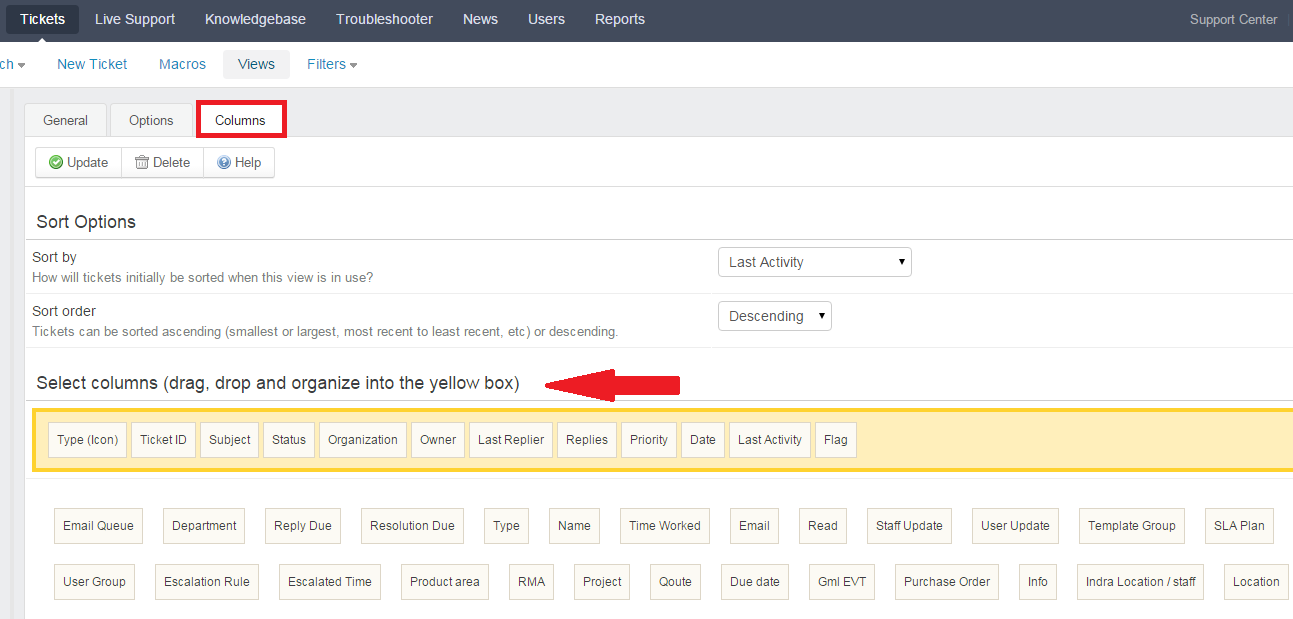 Tickets Live Support Knowledgebase Troubleshooter News Users Reports Support Center
ch New Ticket Macros Views Filters
General Options Columns
Update Delete Help
Sort Options
Sort by Last Activity
How will tickets initially be sorted when this view is in use?
Sort order Descending
Tickets can be sorted ascending (smallest or largest, most recent to least recent, etc) or descending.
Select columns (drag, drop and organize into the yellow box)
Type (Icon) Ticket ID Subject Status Organization Owner Last Replier Replies Priority Date Last Activity Flag
Email Queue Department Reply Due Resolution Due Type Name Time Worked Email Read Staff Update User Update Template Group SLA Plan
User Group Escalation Rule Escalated Time Product area RMA Project Qoute Due date Gml EVT Purchase Order Info Indra Location / staff Location